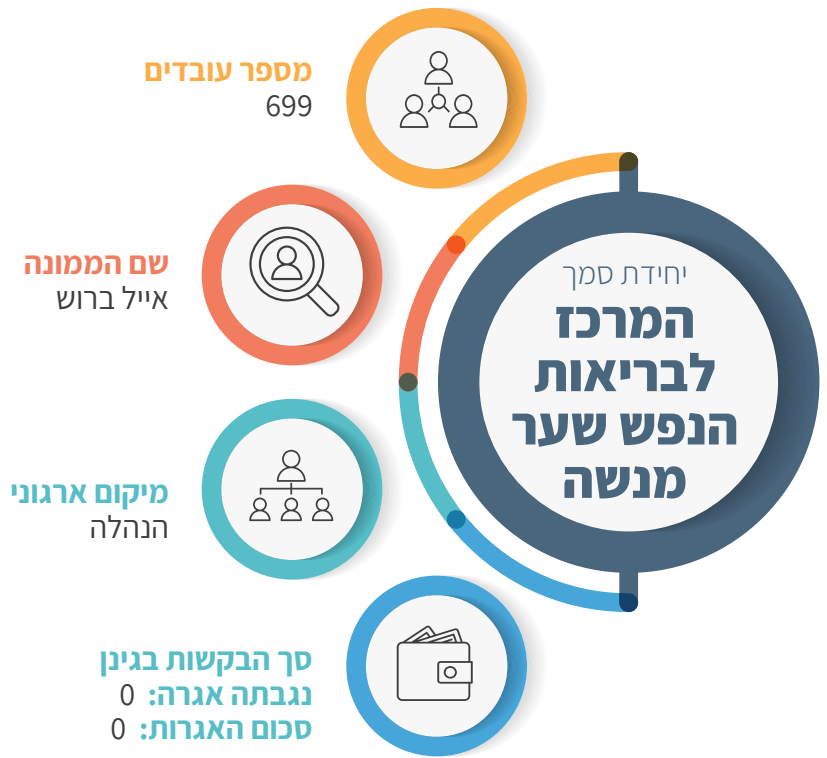 יחידת סמך
המרכז
לבריאות
הנפש שער
מנשה
מספר עובדים
699
שם הממונה
אייל ברוש
מיקום ארגוני
הנהלה
סך הבקשות בגינן
נגבתה אגרה: 0
סכום האגרות: 0